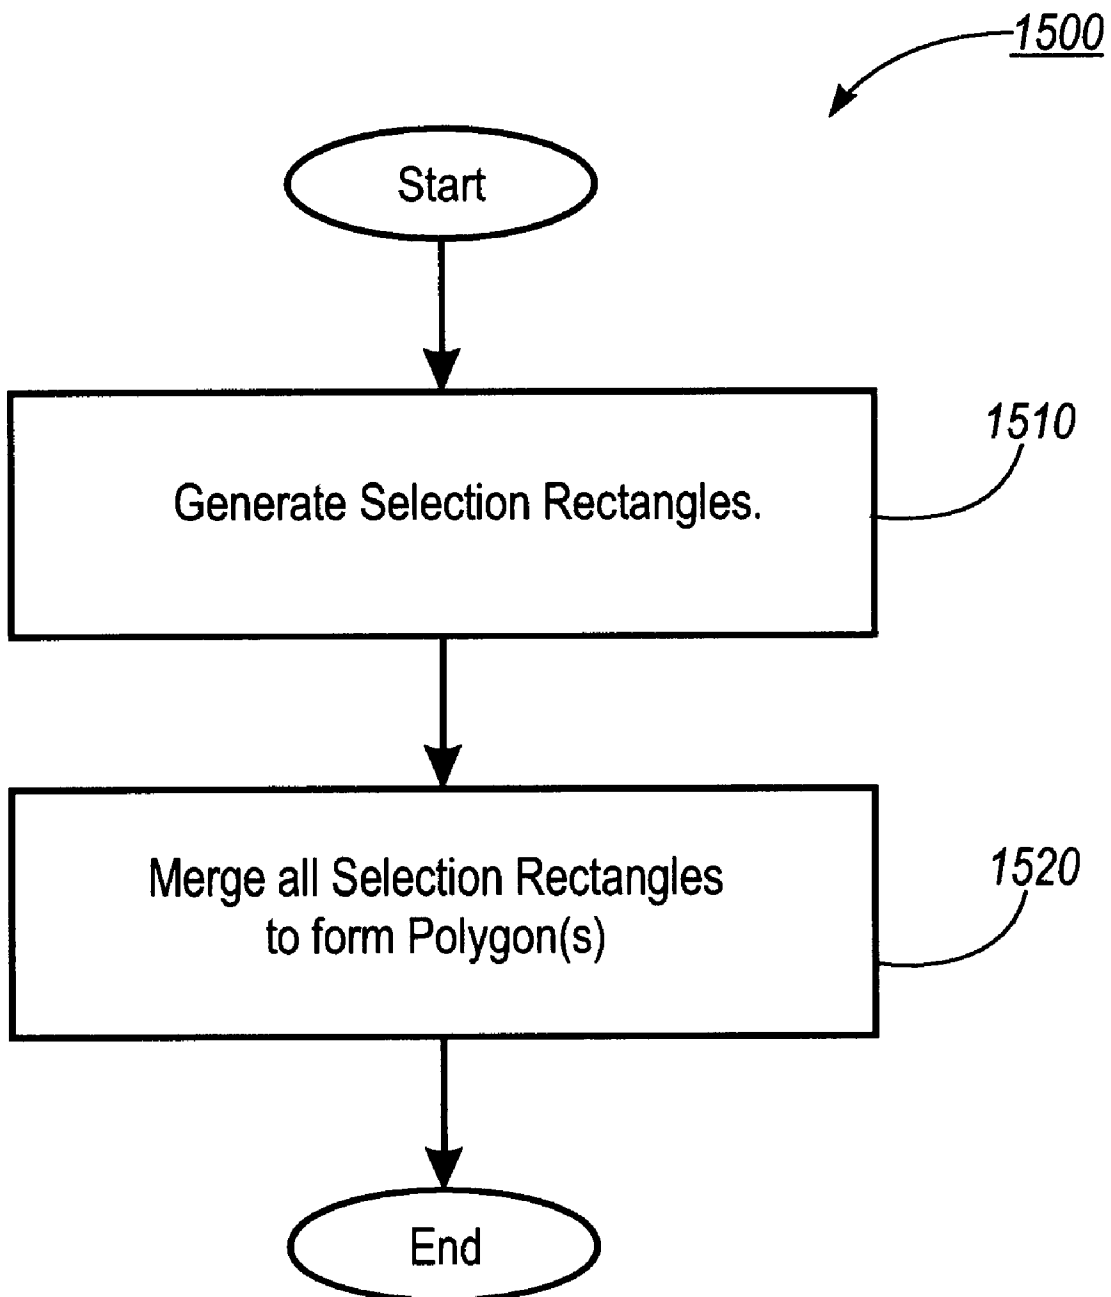 1500
Start
1510
Generate Selection Rectangles.
1520
Merge all Selection Rectangles
to form Polygon(s)
End